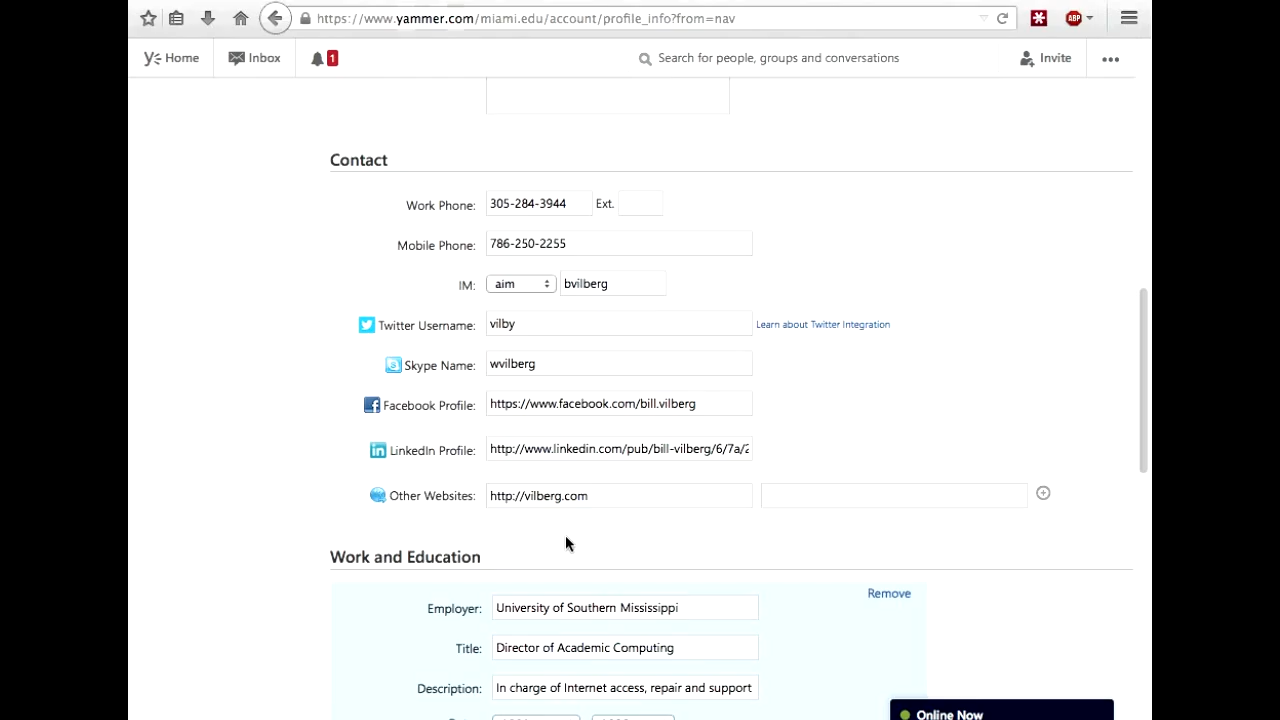 https://www.yammer.com/miami.edu/account/profile_info?from=nav
ABP
Home
Inbox
1
Search for people, groups and conversations
Invite
Contact
Work Phone: 305-284-3944 Ext.
Mobile Phone: 786-250-2255
IM: aim bvilberg
Twitter Username: vilby Learn about Twitter Integration
Skype Name: wvilberg
Facebook Profile: https://www.facebook.com/bill.vilberg
LinkedIn Profile: http://www.linkedin.com/pub/bill-vilberg/6/7a/2
Other Websites: http://vilberg.com
Work and Education
Remove
Employer: University of Southern Mississippi
Title: Director of Academic Computing
Description: In charge of Internet access, repair and support
Online Now